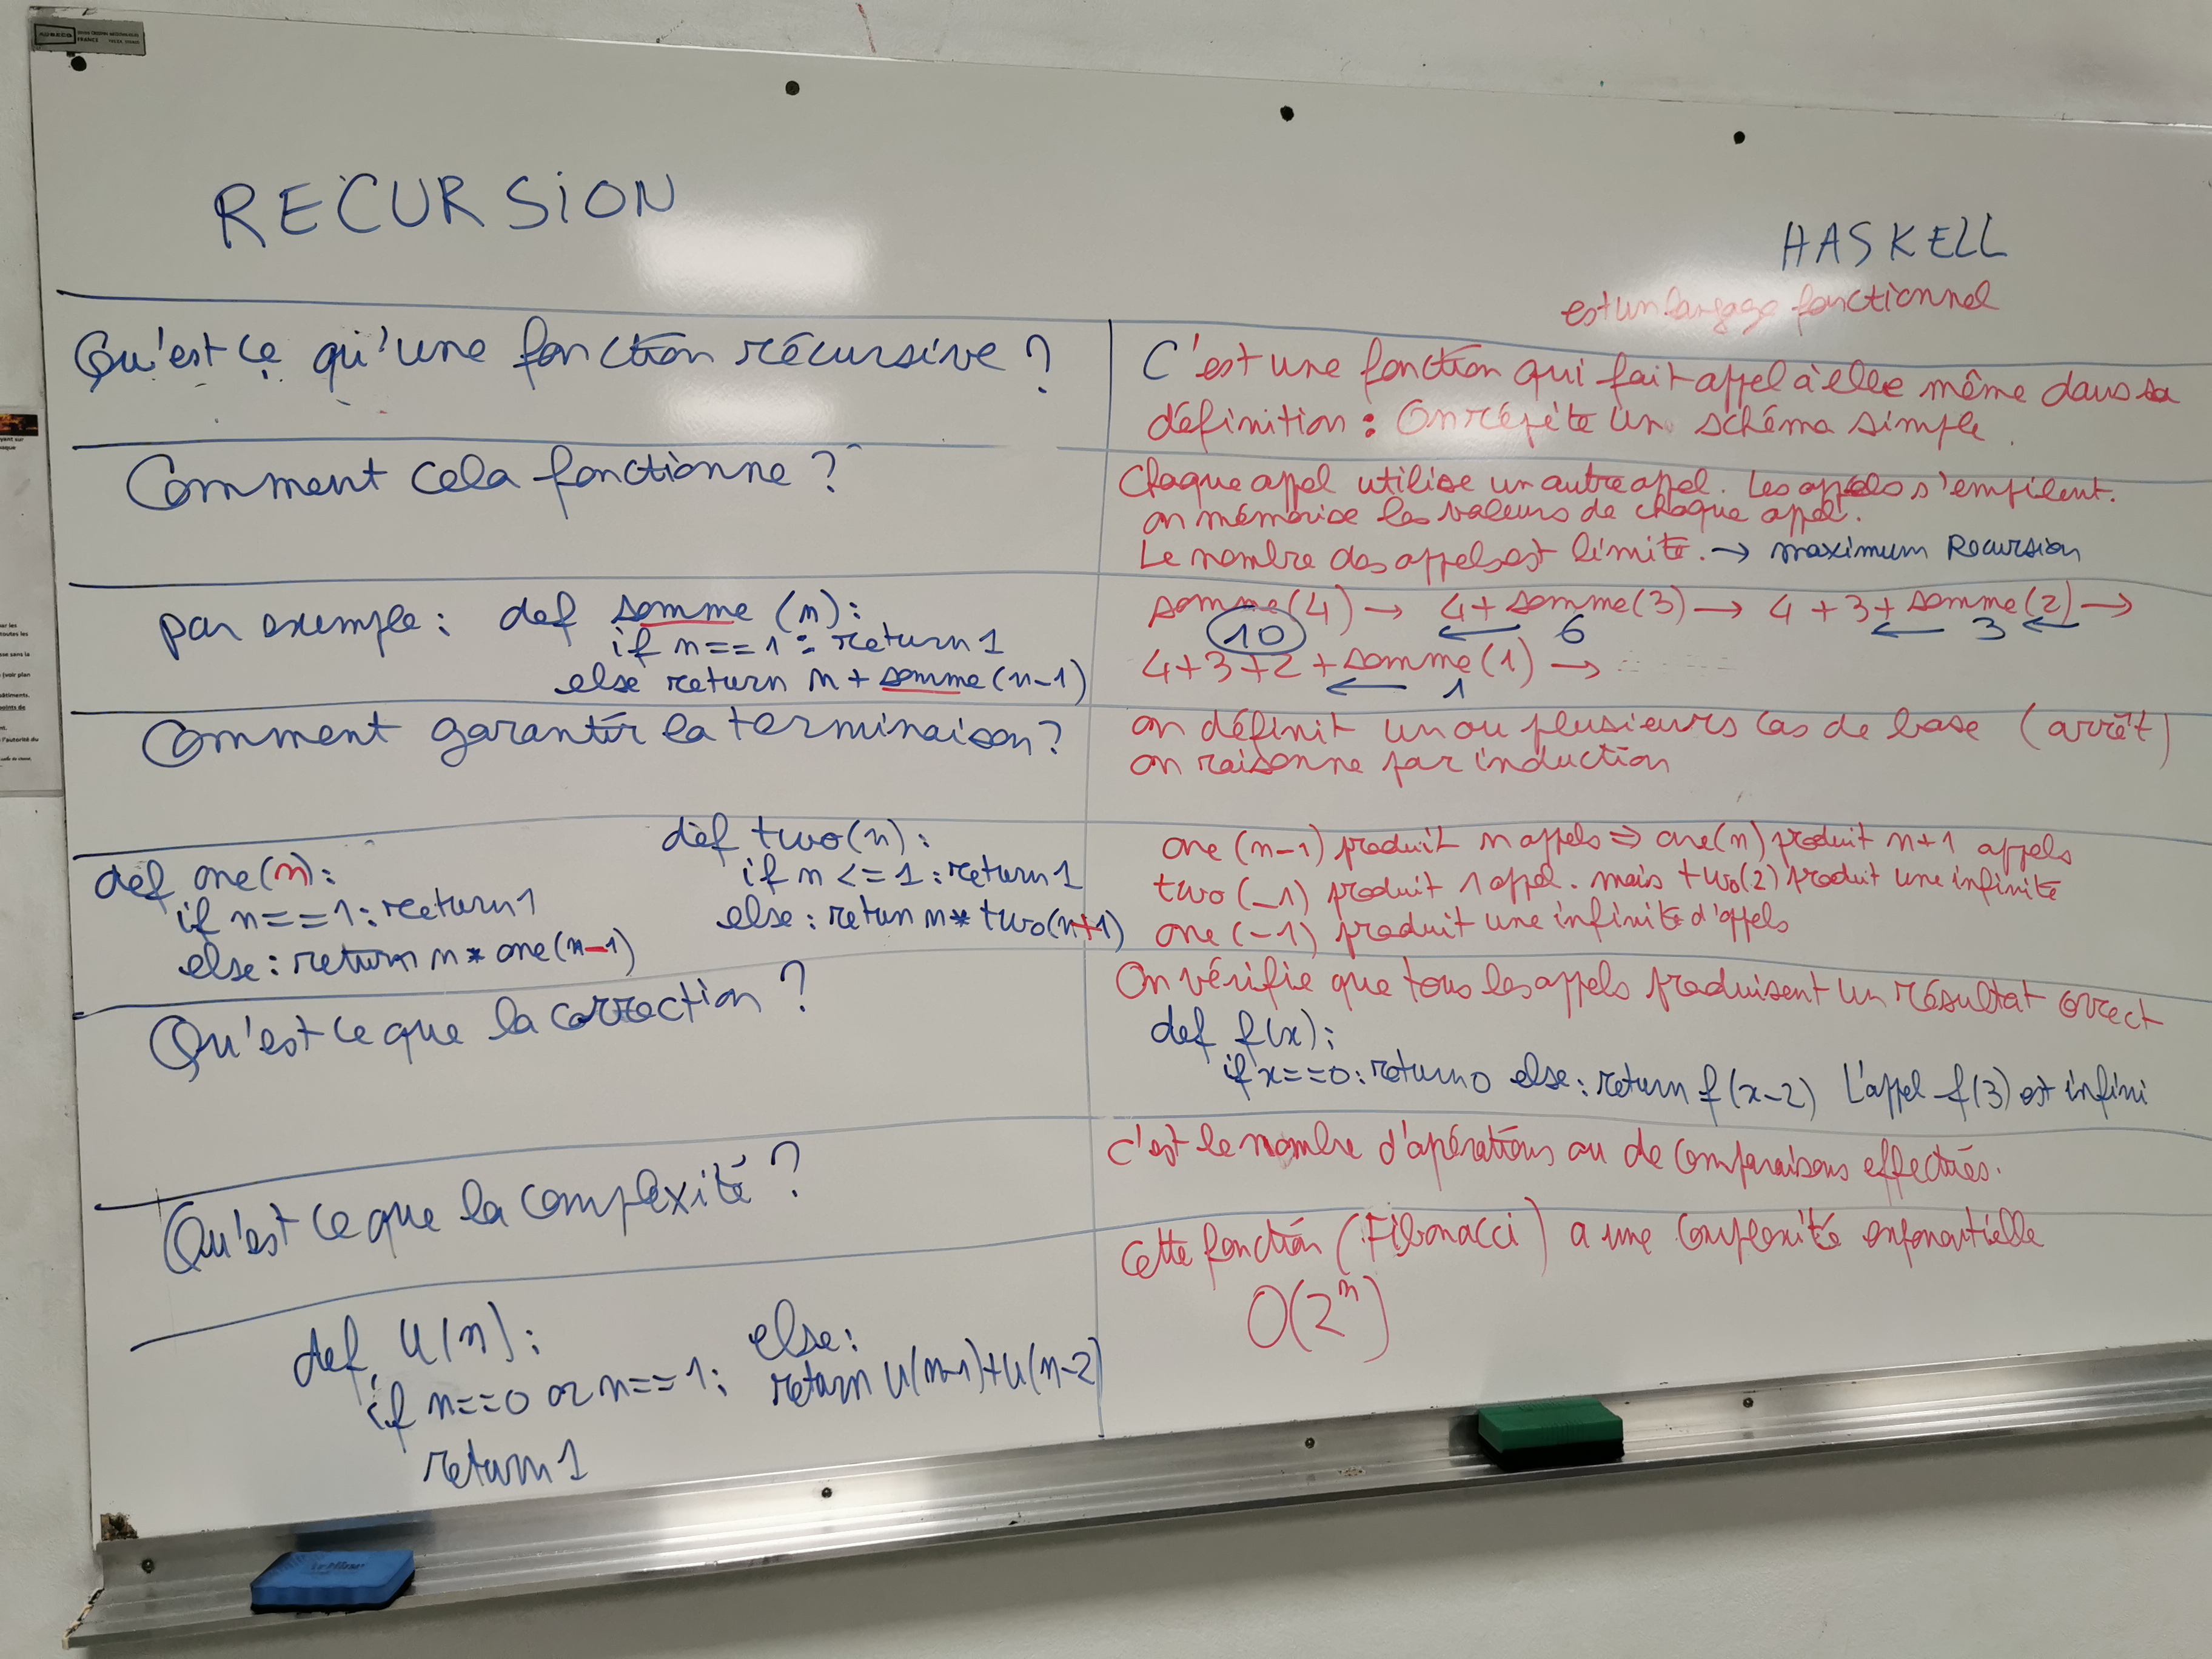 RECURSION
HASKELL
est un langage fonctionnel
Qu'est ce qu'une fonction récursive ?
C'est une fonction qui fait appel à elle même dans sa
définition : On répète un schéma simple.
Comment cela fonctionne ?
Chaque appel utilise un autre appel. Les appels s'empilent.
on mémorise les valeurs de chaque appel.
Le nombre des appels est limité. → maximum Recursion
par exemple : def somme (n):
if n==1 : return 1
else return n + somme (n-1)
somme(4) → 4 + somme(3) → 4 + 3 + somme(2) →
10 ← 6 ← 3 ←
4+3+2 + somme(1) →
← 1
Comment garantir la terminaison ?
on définit un ou plusieurs cas de base (arrêt)
on raisonne par induction
def one(n):
if n==1: return 1
else: return n * one(n-1)
def two(n):
if n <= 1 : return 1
else: retun n * two(n+1)
one (n-1) produit n appels ⇒ one(n) produit n+1 appels
two (-1) produit 1 appel. mais two(2) produit une infinité
one (-1) produit une infinité d'appels
Qu'est ce que la correction ?
On vérifie que tous les appels produisent un résultat correct
def f(x):
if x==0: return 0 else: return f(x-2) L'appel f(3) est infini
Qu'est ce que la complexité ?
C'est le nombre d'opérations ou de comparaisons effectués.
def U(n):
if n==0 or n==1:
return 1
else:
return U(n-1)+U(n-2)
Cette fonction (Fibonacci) a une complexité exponentielle
O(2ⁿ)